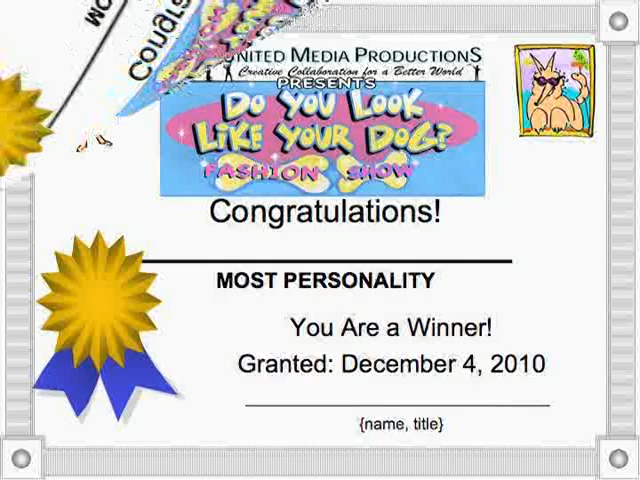 UNITED MEDIA PRODUCTIONS
Creative Collaboration for a Better World
PRESENTS
DO YOU LOOK
LIKE YOUR DOG?
FASHION SHOW
Congratulations!
MOST PERSONALITY
You Are a Winner!
Granted: December 4, 2010
{name, title}